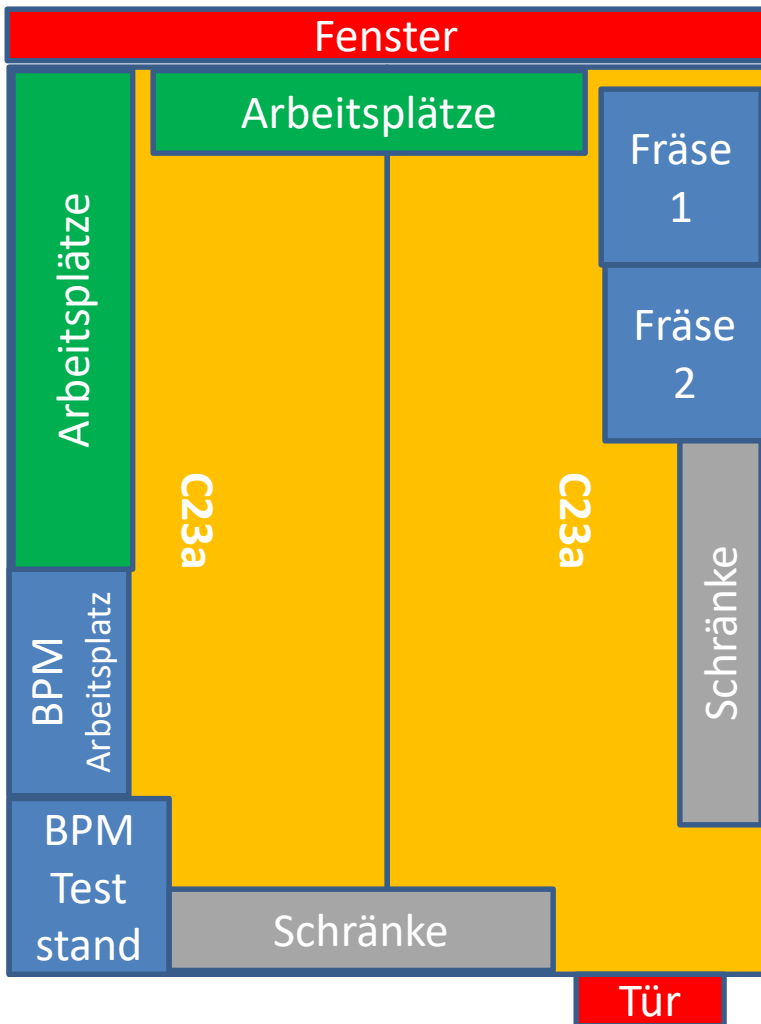 Fenster
Arbeitsplätze
Arbeitsplätze
Fräse
1
Fräse
2
C23a
C23a
Schränke
BPM
Arbeitsplatz
BPM
Test
stand
Schränke
Tür